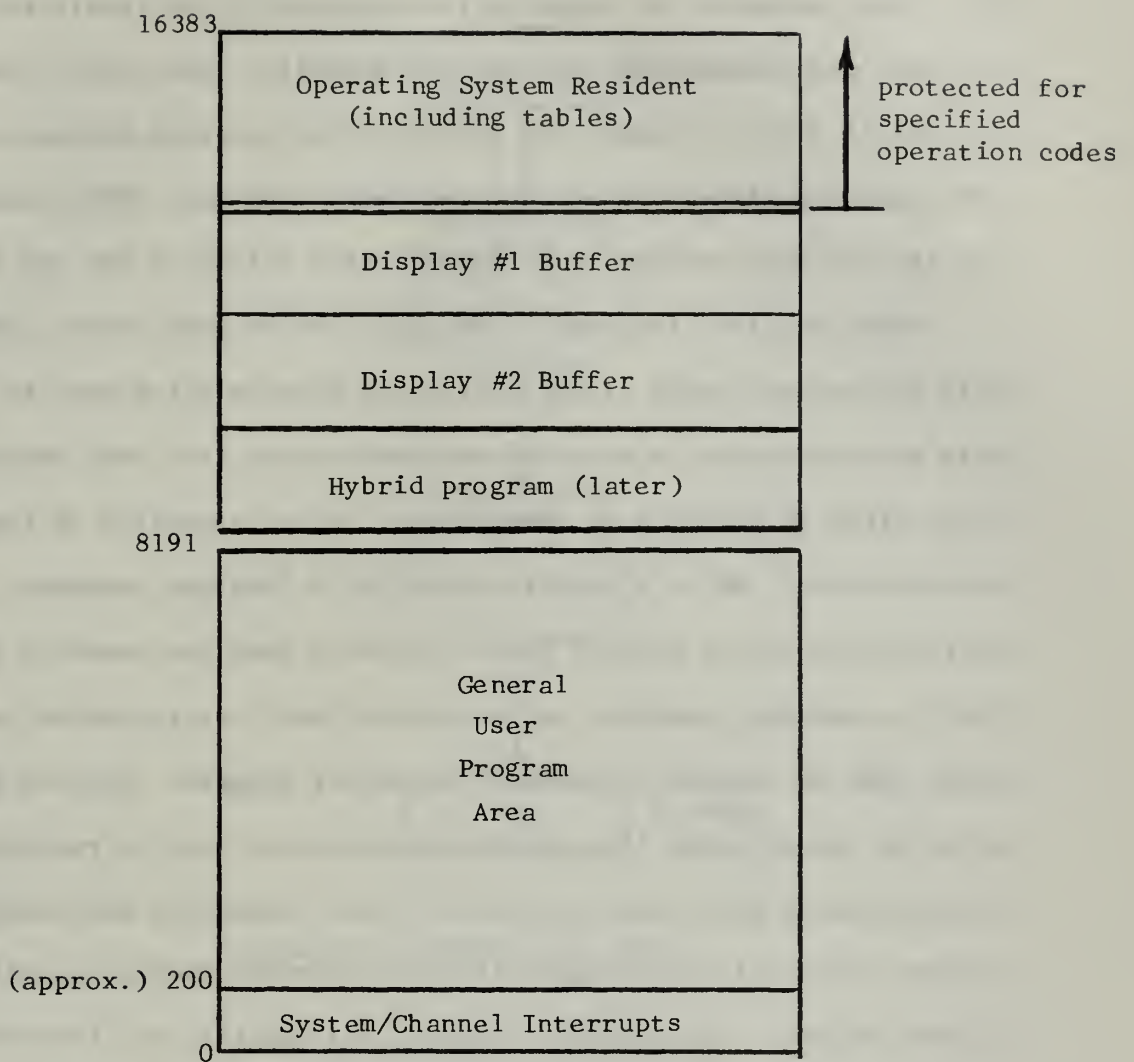 16383
Operating System Resident
(including tables)
protected for
specified
operation codes
Display #1 Buffer
Display #2 Buffer
Hybrid program (later)
8191
General
User
Program
Area
(approx.) 200
System/Channel Interrupts
0